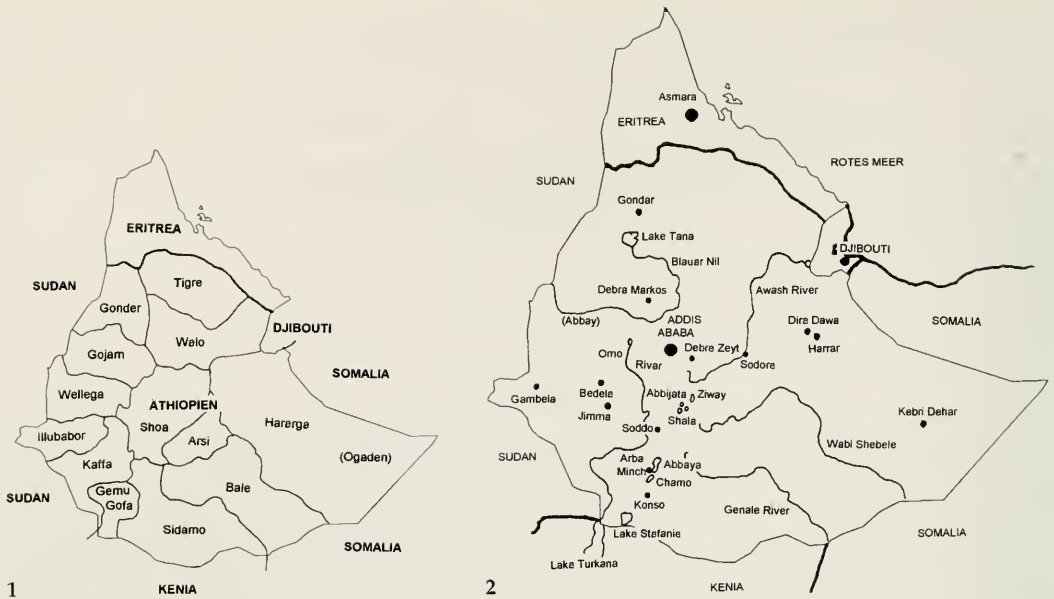 ERITREA
SUDAN
Tigre
Gonder
DJIBOUTI
Welo
Gojam
SOMALIA
Wellega
ÄTHIOPIEN
Shoa
Hararge
Illubabor
Arsi
Kaffa
(Ogaden)
SUDAN
Gemu
Gofa
Bale
Sidamo
SOMALIA
KENIA
1
Asmara
ERITREA
ROTES MEER
SUDAN
Gondar
Lake Tana
DJIBOUTI
Blauer Nil
Debra Markos
Awash River
(Abbay)
ADDIS
ABABA
Dire Dawa
SOMALIA
Harrar
Omo
Rivar
Debre Zeyt
Sodore
Gambela
Bedele
Jimma
Abbijata
Ziway
Shala
Kebri Dehar
Soddo
Wabi Shebele
SUDAN
Arba
Minch
Abbaya
Chamo
Konso
Genale River
Lake Stefanie
SOMALIA
Lake Turkana
KENIA
2